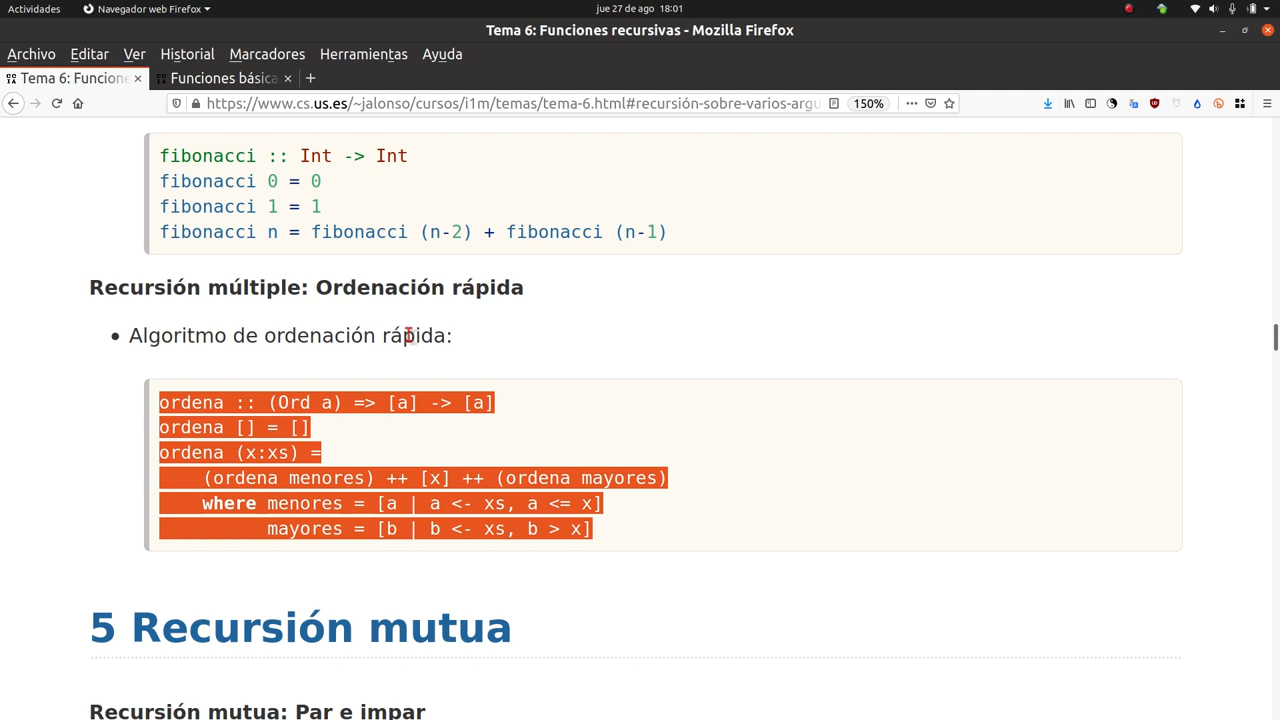 Actividades
Navegador web Firefox
jue 27 de ago  18:01
Tema 6: Funciones recursivas - Mozilla Firefox
Archivo Editar Ver Historial Marcadores Herramientas Ayuda
Tema 6: Funcione
Funciones básica
https://www.cs.us.es/~jalonso/cursos/i1m/temas/tema-6.html#recursión-sobre-varios-argu
150%
fibonacci :: Int -> Int
fibonacci 0 = 0
fibonacci 1 = 1
fibonacci n = fibonacci (n-2) + fibonacci (n-1)
Recursión múltiple: Ordenación rápida
• Algoritmo de ordenación rápida:
ordena :: (Ord a) => [a] -> [a]
ordena [] = []
ordena (x:xs) =
    (ordena menores) ++ [x] ++ (ordena mayores)
    where menores = [a | a <- xs, a <= x]
          mayores = [b | b <- xs, b > x]
5 Recursión mutua
Recursión mutua: Par e impar